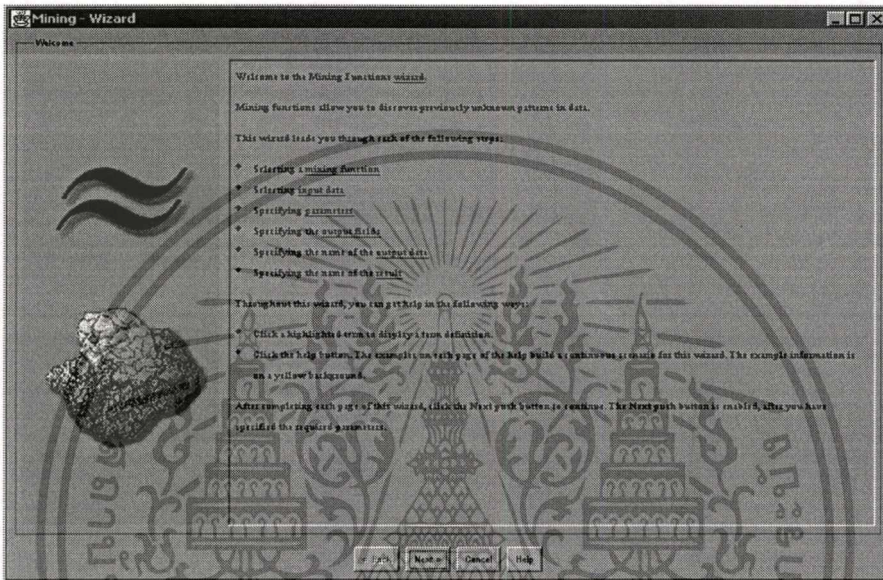 Mining - Wizard
Welcome
Welcome to the Mining Functions wizard.
Mining functions allow you to discover previously unknown patterns in data.
This wizard leads you through each of the following steps:
Selecting a mining function
Selecting input data
Specifying parameters
Specifying the output fields
Specifying the name of the output data
Specifying the name of the result
Throughout this wizard, you can get help in the following ways:
Click a highlighted term to display a term definition.
Click the help button. The examples on each page of the help build a continuous scenario for this wizard. The example information is
on a yellow background.
After completing each page of this wizard, click the Next push button to continue. The Next push button is enabled, after you have
specified the required parameters.
< Back Next > Cancel Help